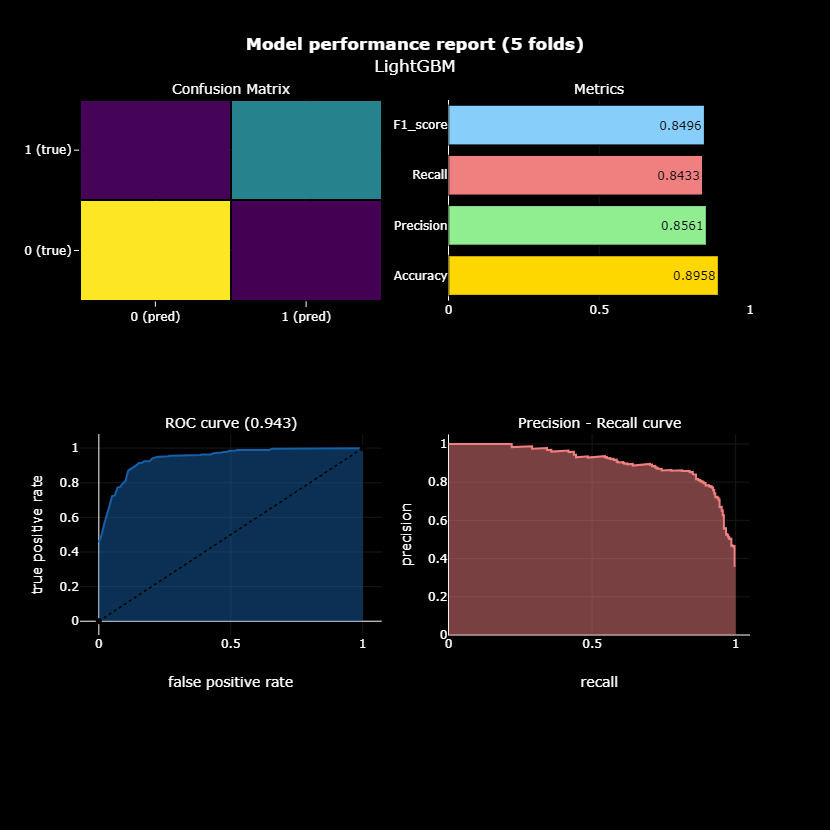 Model performance report (5 folds)
LightGBM
Confusion Matrix
1 (true)
0 (true)
0 (pred)
1 (pred)
Metrics
F1_score
0.8496
Recall
0.8433
Precision
0.8561
Accuracy
0.8958
0
0.5
1
ROC curve (0.943)
true positive rate
1
0.8
0.6
0.4
0.2
0
0
0.5
1
false positive rate
Precision - Recall curve
precision
1
0.8
0.6
0.4
0.2
0
0
0.5
1
recall